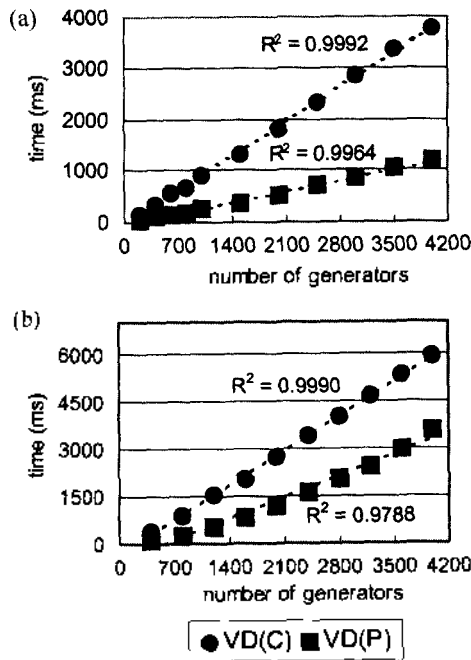 (a)
4000
3000
2000
1000
0
time (ms)
R² = 0.9992
R² = 0.9964
0 700 1400 2100 2800 3500 4200
number of generators
(b)
6000
4500
3000
1500
0
time (ms)
R² = 0.9990
R² = 0.9788
0 700 1400 2100 2800 3500 4200
number of generators
VD(C) VD(P)